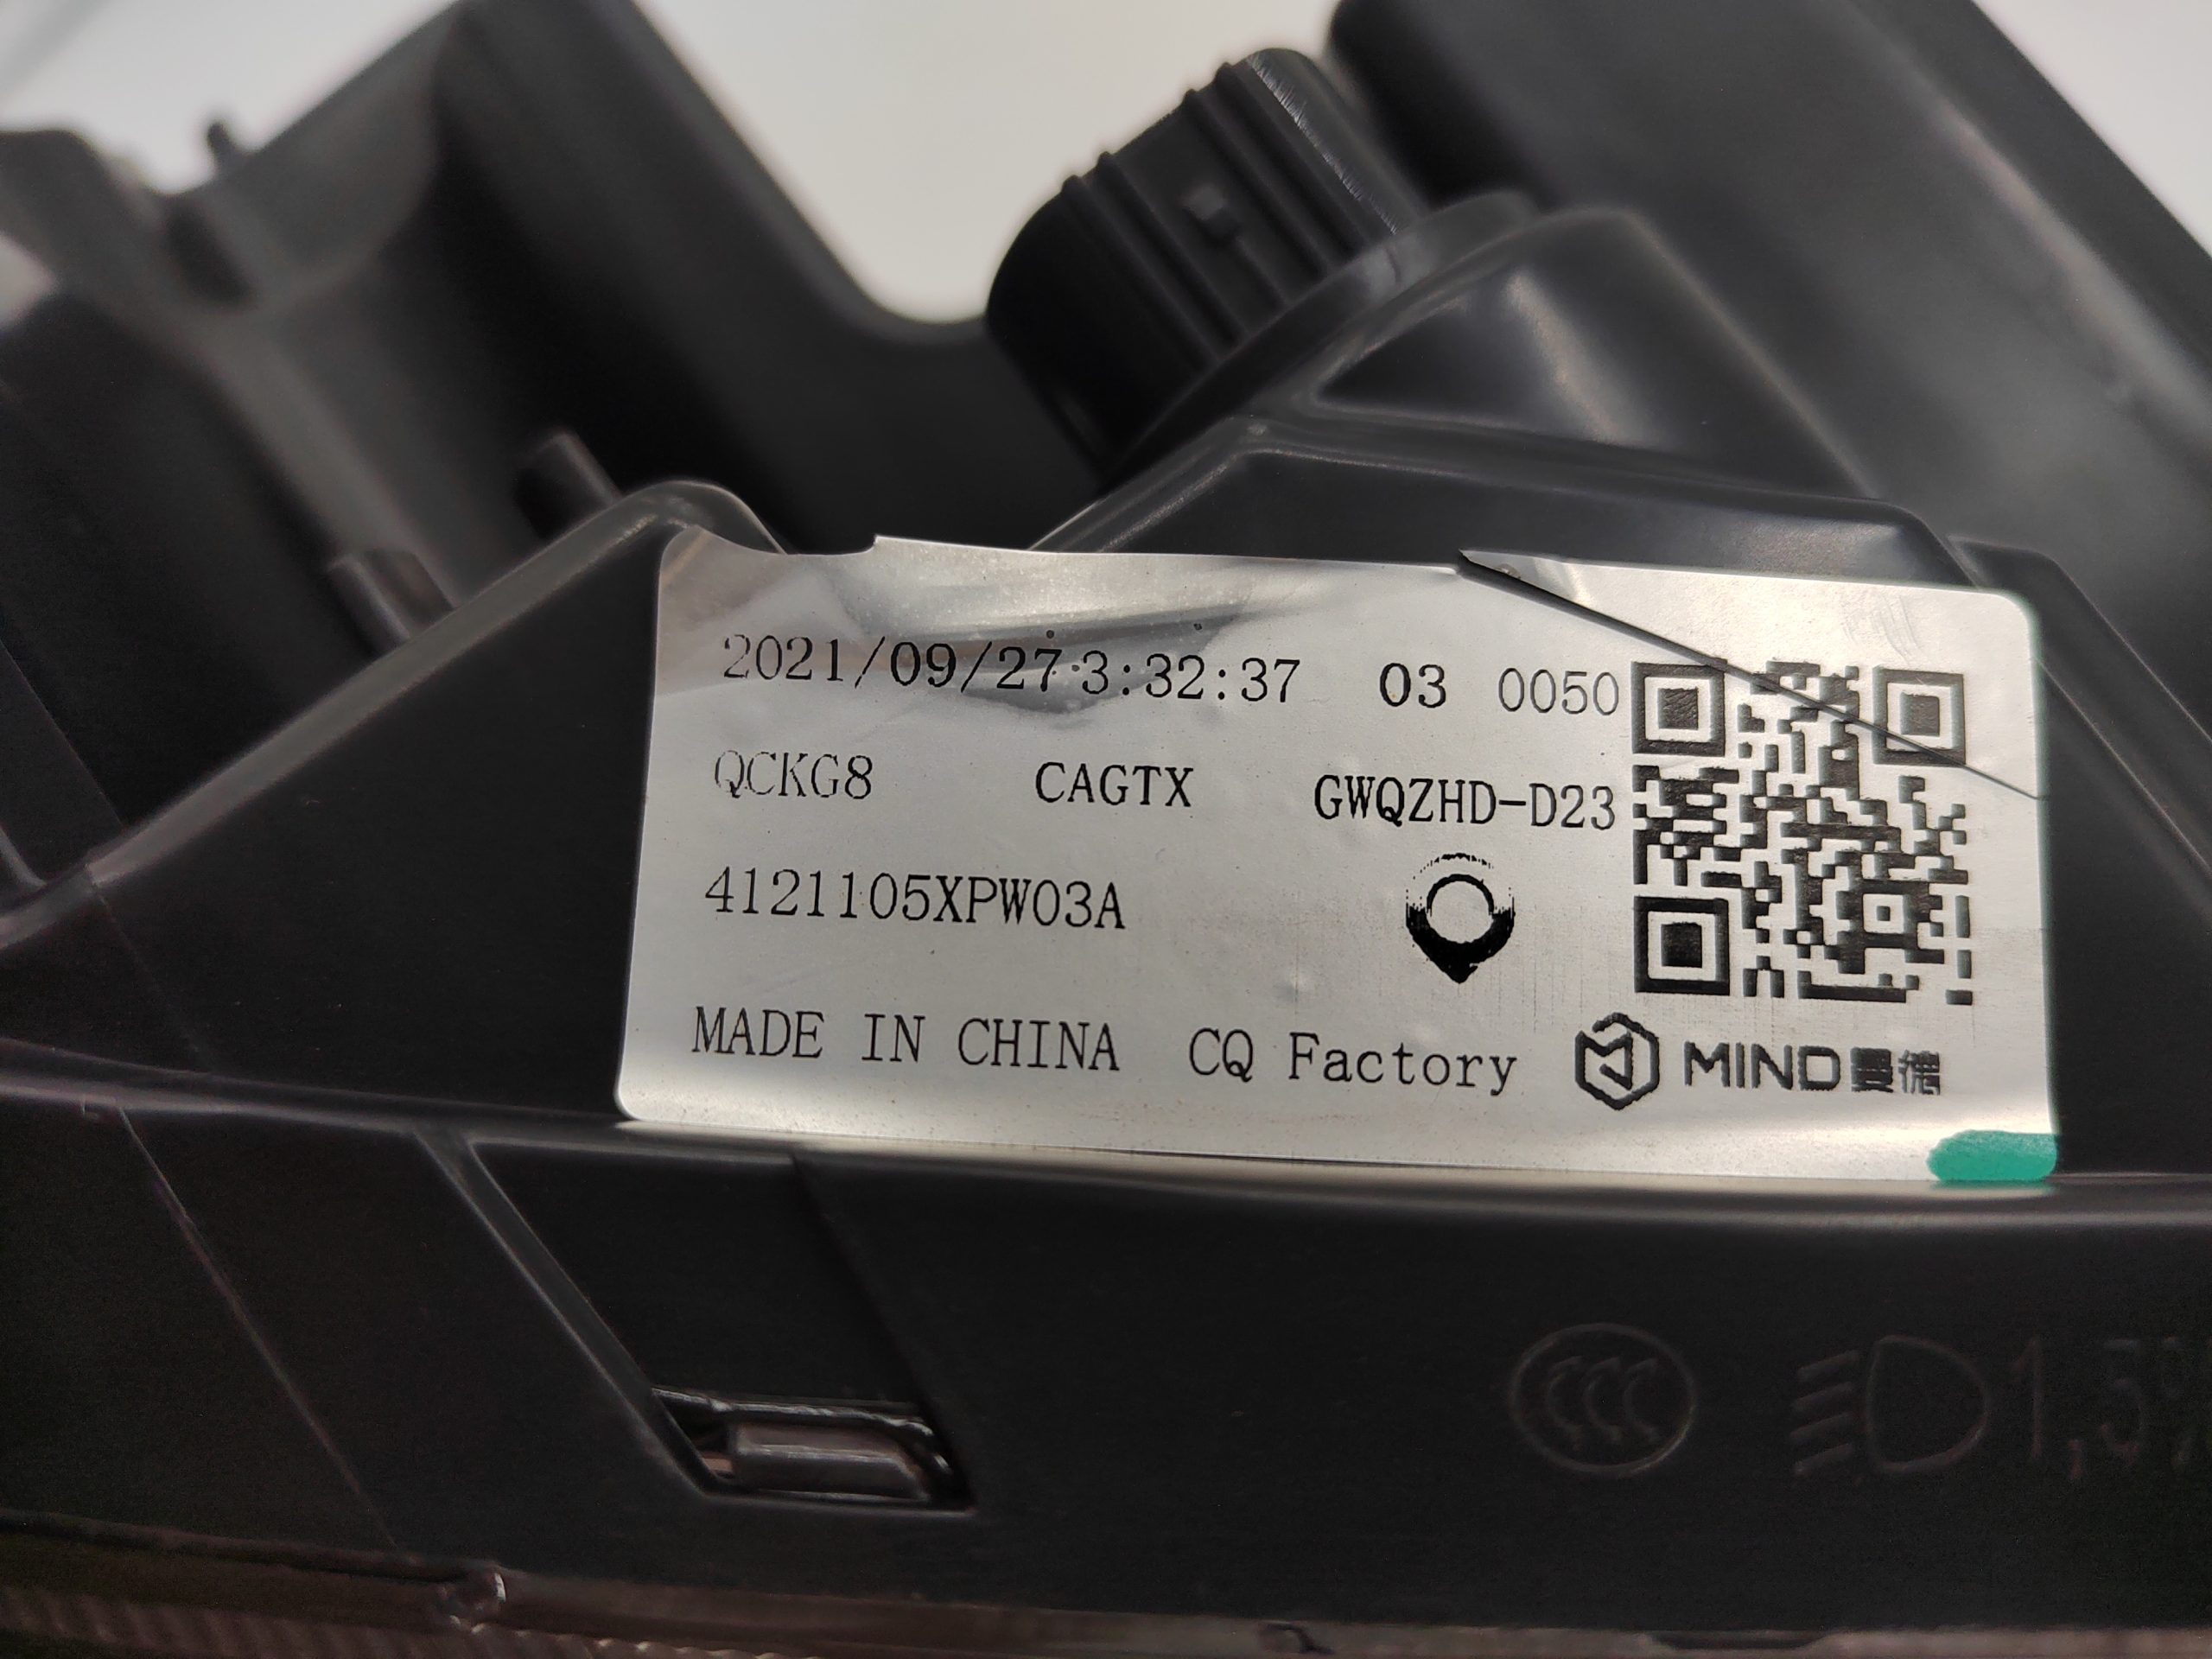 2021/09/27 3:32:37 03 0050
QCKG8 CAGTX GWQZHD-D23
4121105XPW03A
MADE IN CHINA CQ Factory MIND曼德
CCC